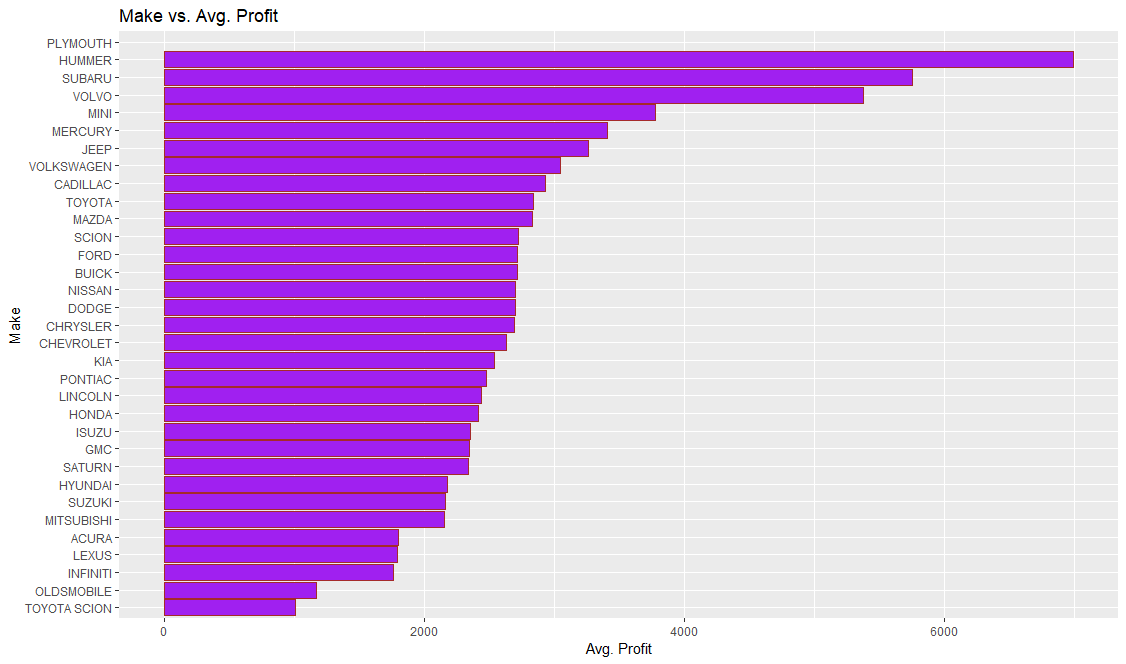 Make vs. Avg. Profit
PLYMOUTH
HUMMER
SUBARU
VOLVO
MINI
MERCURY
JEEP
VOLKSWAGEN
CADILLAC
TOYOTA
MAZDA
SCION
FORD
BUICK
NISSAN
DODGE
CHRYSLER
CHEVROLET
KIA
PONTIAC
LINCOLN
HONDA
ISUZU
GMC
SATURN
HYUNDAI
SUZUKI
MITSUBISHI
ACURA
LEXUS
INFINITI
OLDSMOBILE
TOYOTA SCION
Make
0 2000 4000 6000
Avg. Profit